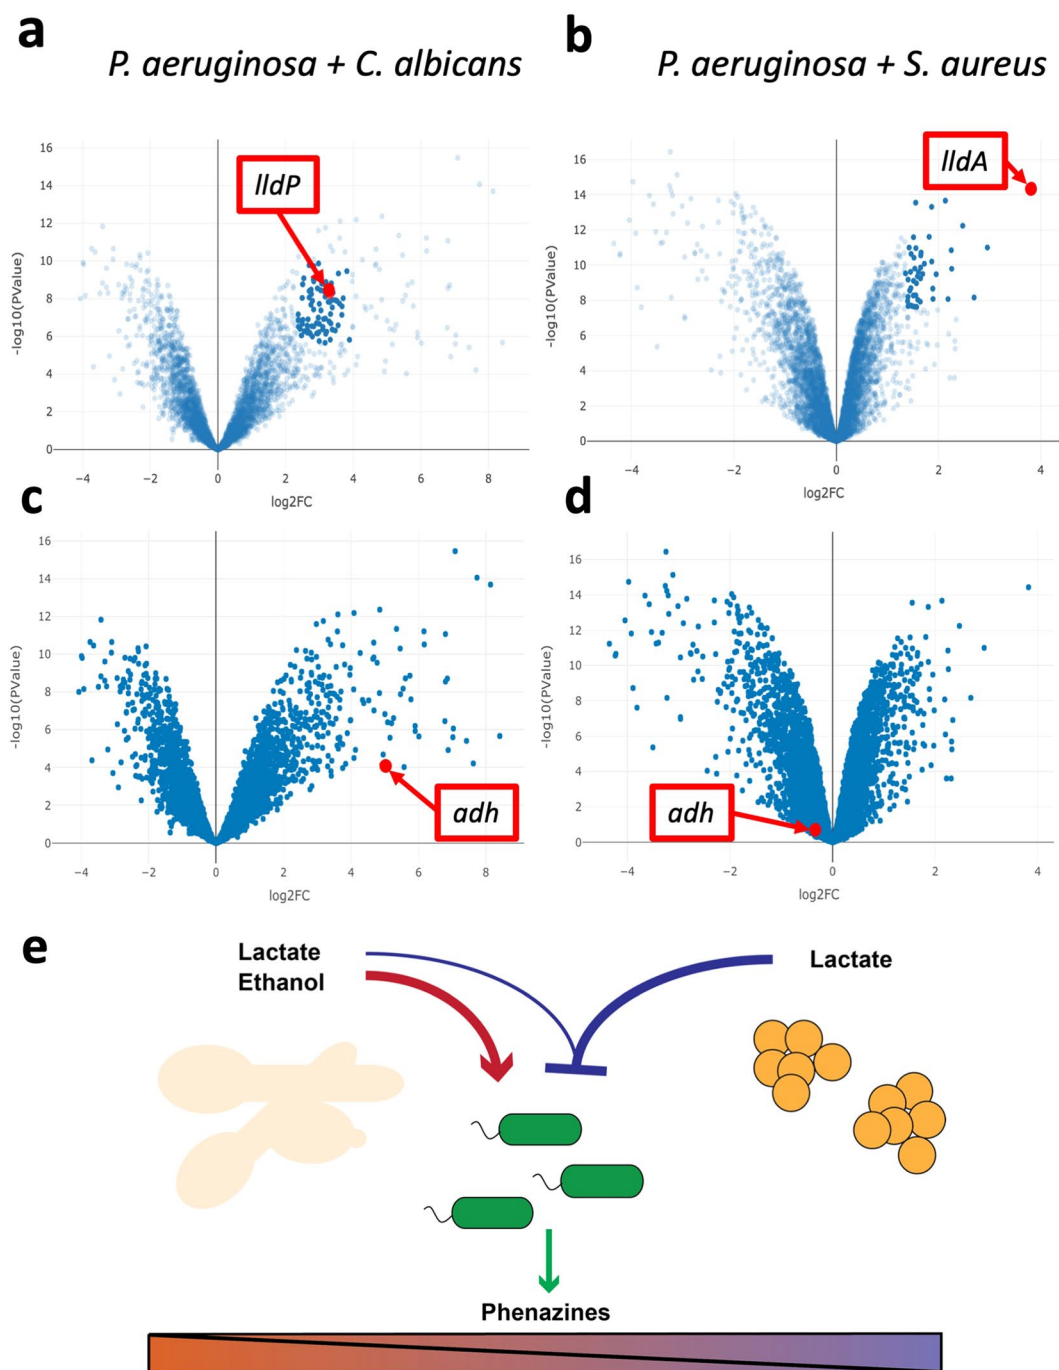 a
P. aeruginosa + C. albicans
b
P. aeruginosa + S. aureus
16
14
12
10
8
6
4
2
0
-log10(PValue)
−4
−2
0
2
4
6
8
log2FC
lldP
16
14
12
10
8
6
4
2
0
-log10(PValue)
−4
−2
0
2
4
log2FC
lldA
c
16
14
12
10
8
6
4
2
0
-log10(PValue)
−4
−2
0
2
4
6
8
log2FC
adh
d
16
14
12
10
8
6
4
2
0
-log10(PValue)
−4
−2
0
2
4
log2FC
adh
e
Lactate
Ethanol
Lactate
Phenazines